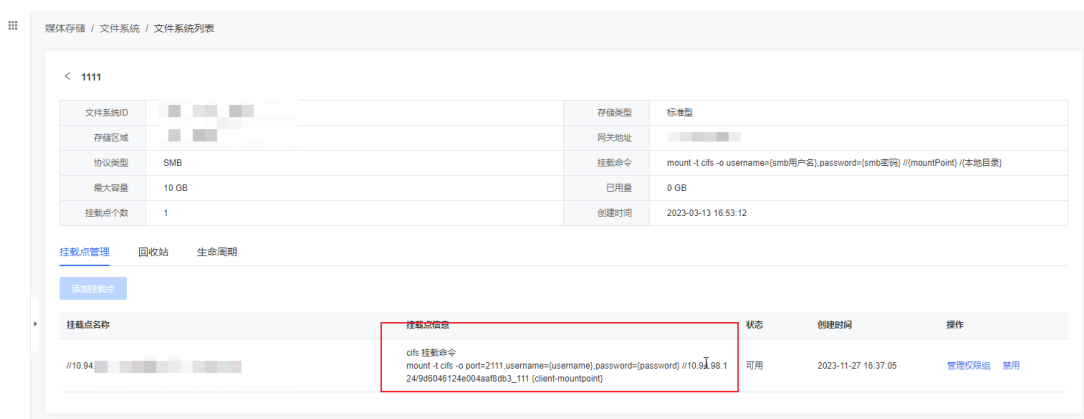 媒体存储 / 文件系统 / 文件系统列表
< 1111
文件系统ID
存储类型 标准型
存储区域
网关地址
协议类型 SMB
挂载命令 mount -t cifs -o username={smb用户名},password={smb密码} //{mountPoint} /{本地目录}
最大容量 10 GB
已用量 0 GB
挂载点个数 1
创建时间 2023-03-13 16:53:12
挂载点管理 回收站 生命周期
添加挂载点
挂载点名称 挂载点信息 状态 创建时间 操作
cifs 挂载命令
//10.94. mount -t cifs -o port=2111,username={username},password={password} //10.94.98.1 可用 2023-11-27 16:37:05 管理权限组 禁用
24/9d6046124e004aaf8db3_111 {client-mountpoint}